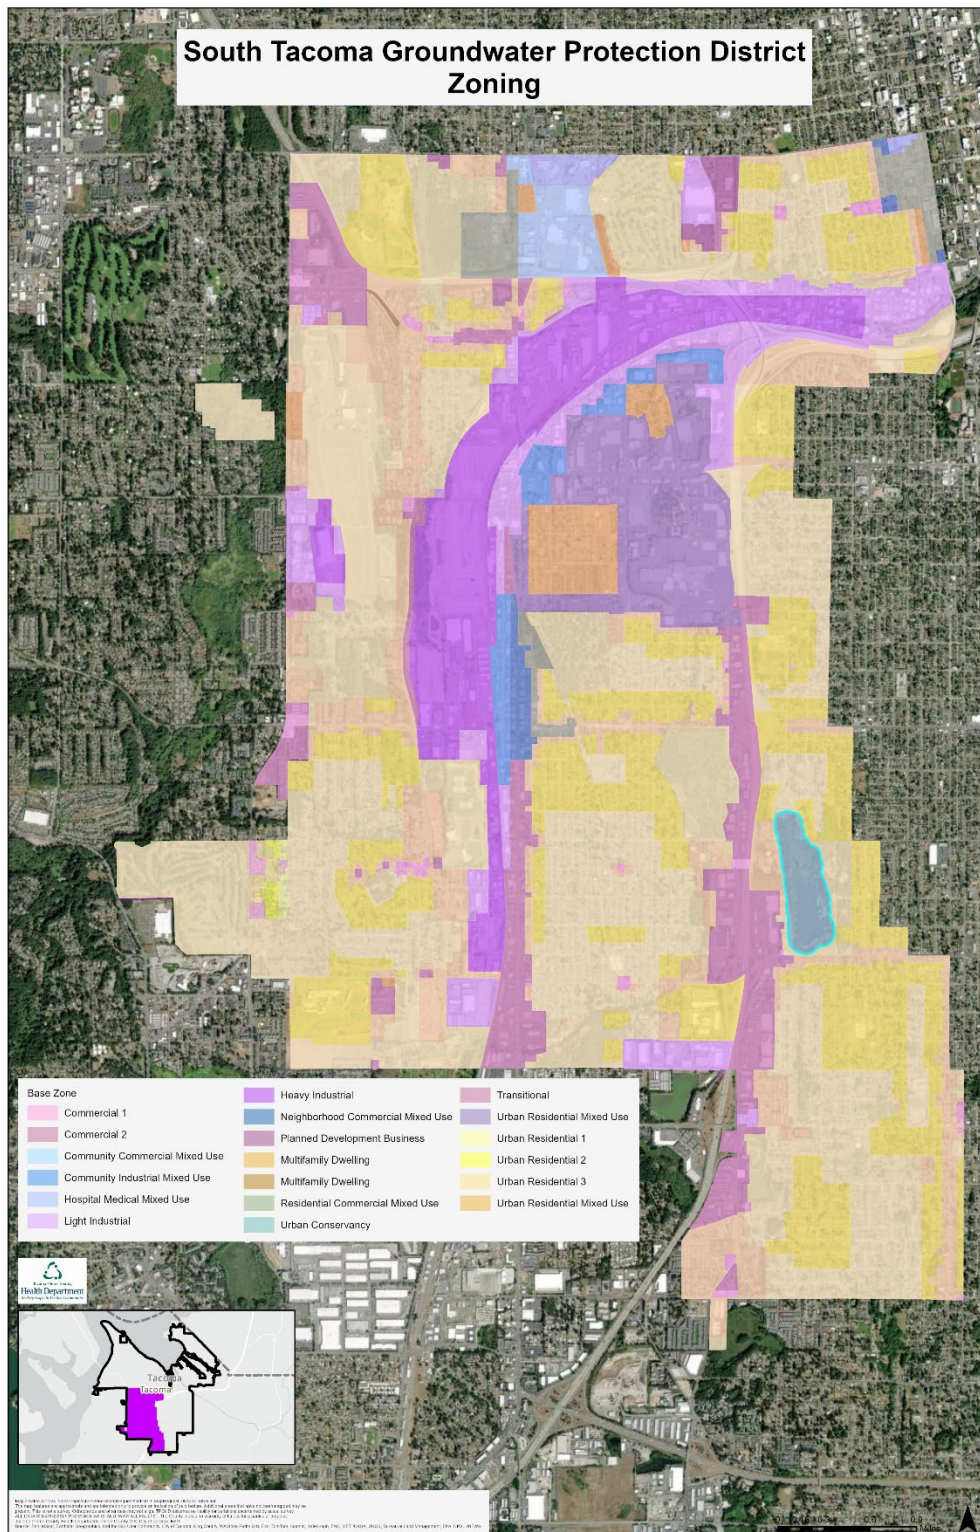 South Tacoma Groundwater Protection District
Zoning
Base Zone
Commercial 1
Commercial 2
Community Commercial Mixed Use
Community Industrial Mixed Use
Hospital Medical Mixed Use
Light Industrial
Heavy Industrial
Neighborhood Commercial Mixed Use
Planned Development Business
Multifamily Dwelling
Multifamily Dwelling
Residential Commercial Mixed Use
Urban Conservancy
Transitional
Urban Residential Mixed Use
Urban Residential 1
Urban Residential 2
Urban Residential 3
Urban Residential Mixed Use
Health Department
Tacoma
Tacoma
Miles